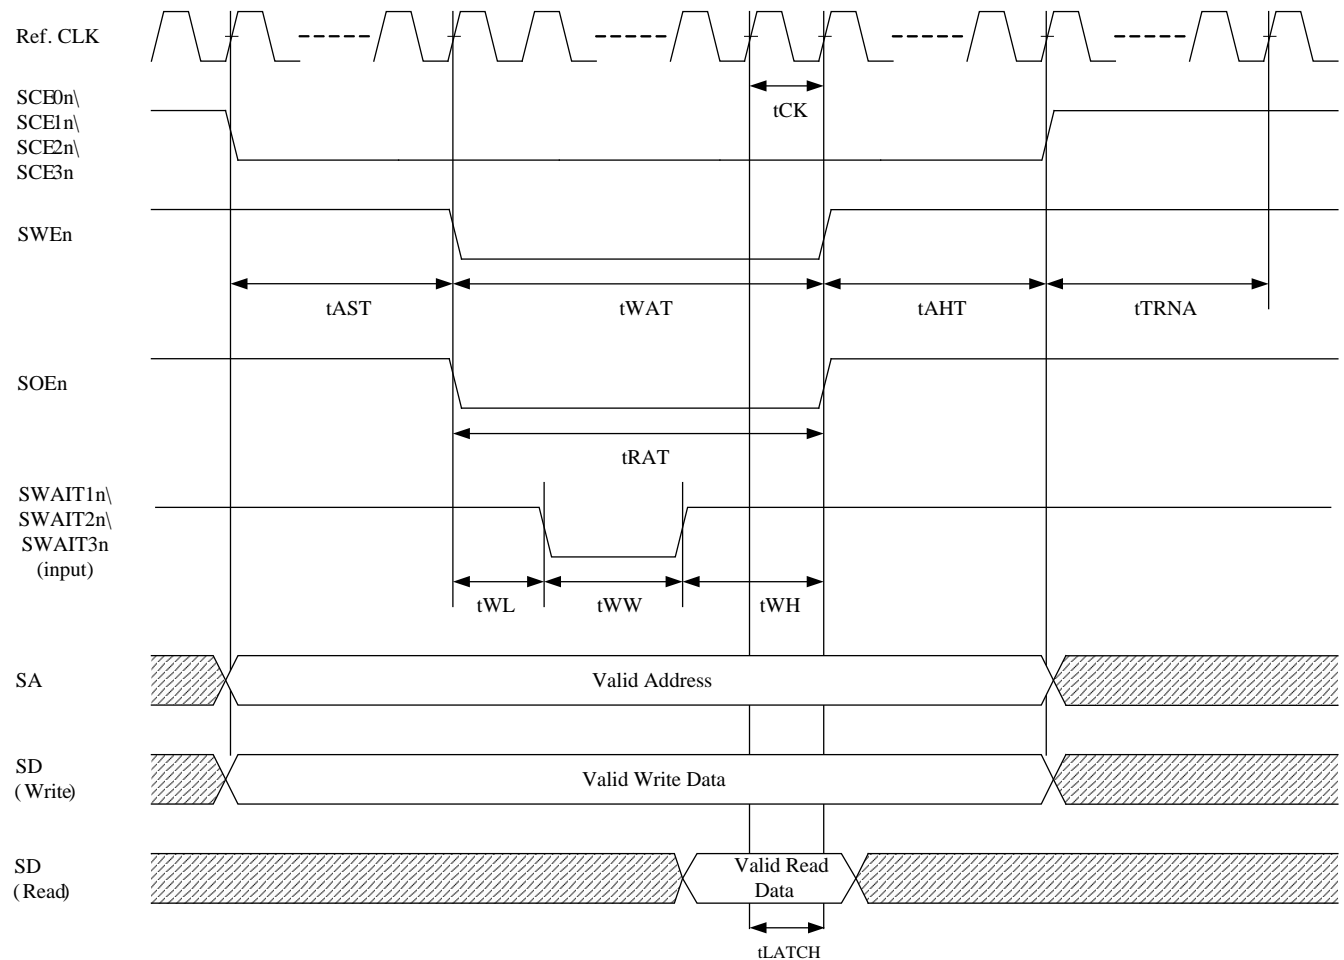 Ref. CLK
SCE0n\
SCE1n\
SCE2n\
SCE3n
tCK
SWEn
tAST
tWAT
tAHT
tTRNA
SOEn
tRAT
SWAIT1n\
SWAIT2n\
SWAIT3n
(input)
tWL
tWW
tWH
SA
Valid Address
SD
( Write)
Valid Write Data
SD
( Read)
Valid Read
Data
tLATCH